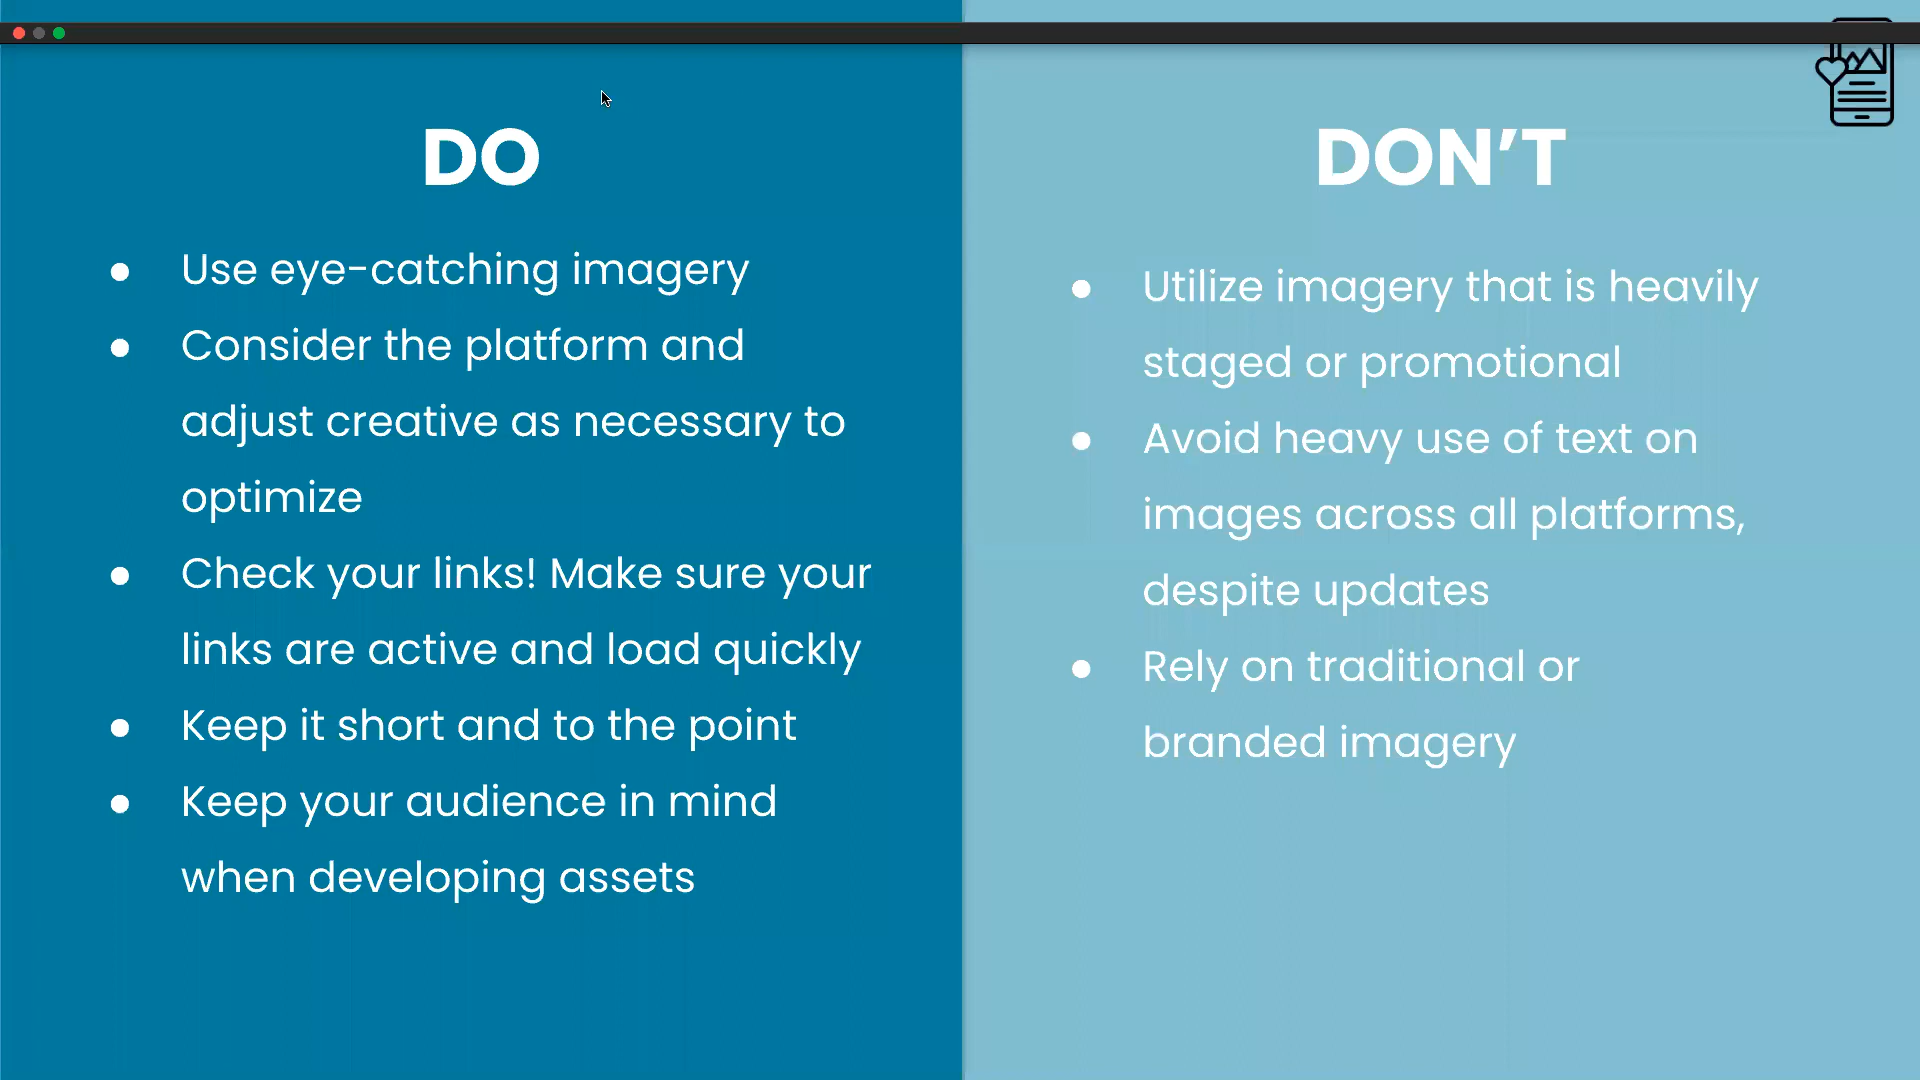 DO
● Use eye-catching imagery
● Consider the platform and
adjust creative as necessary to
optimize
● Check your links! Make sure your
links are active and load quickly
● Keep it short and to the point
● Keep your audience in mind
when developing assets
DON’T
● Utilize imagery that is heavily
staged or promotional
● Avoid heavy use of text on
images across all platforms,
despite updates
● Rely on traditional or
branded imagery